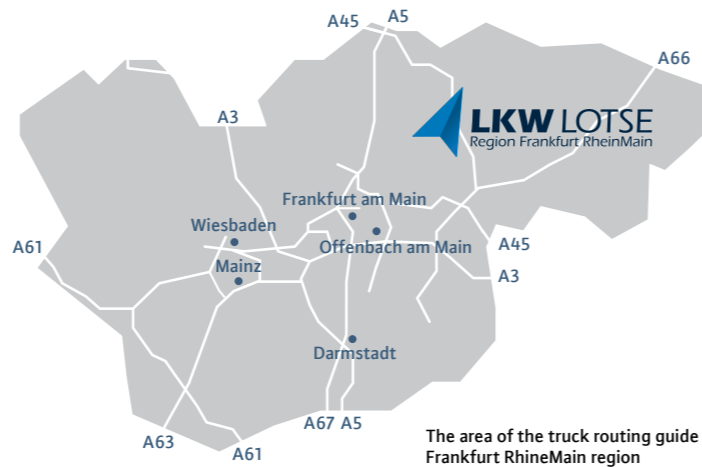 A45
A5
A66
A3
LKW LOTSE
Region Frankfurt RheinMain
Frankfurt am Main
Wiesbaden
Offenbach am Main
A45
A61
Mainz
A3
Darmstadt
A63
A61
A67
A5
The area of the truck routing guide
Frankfurt RhineMain region